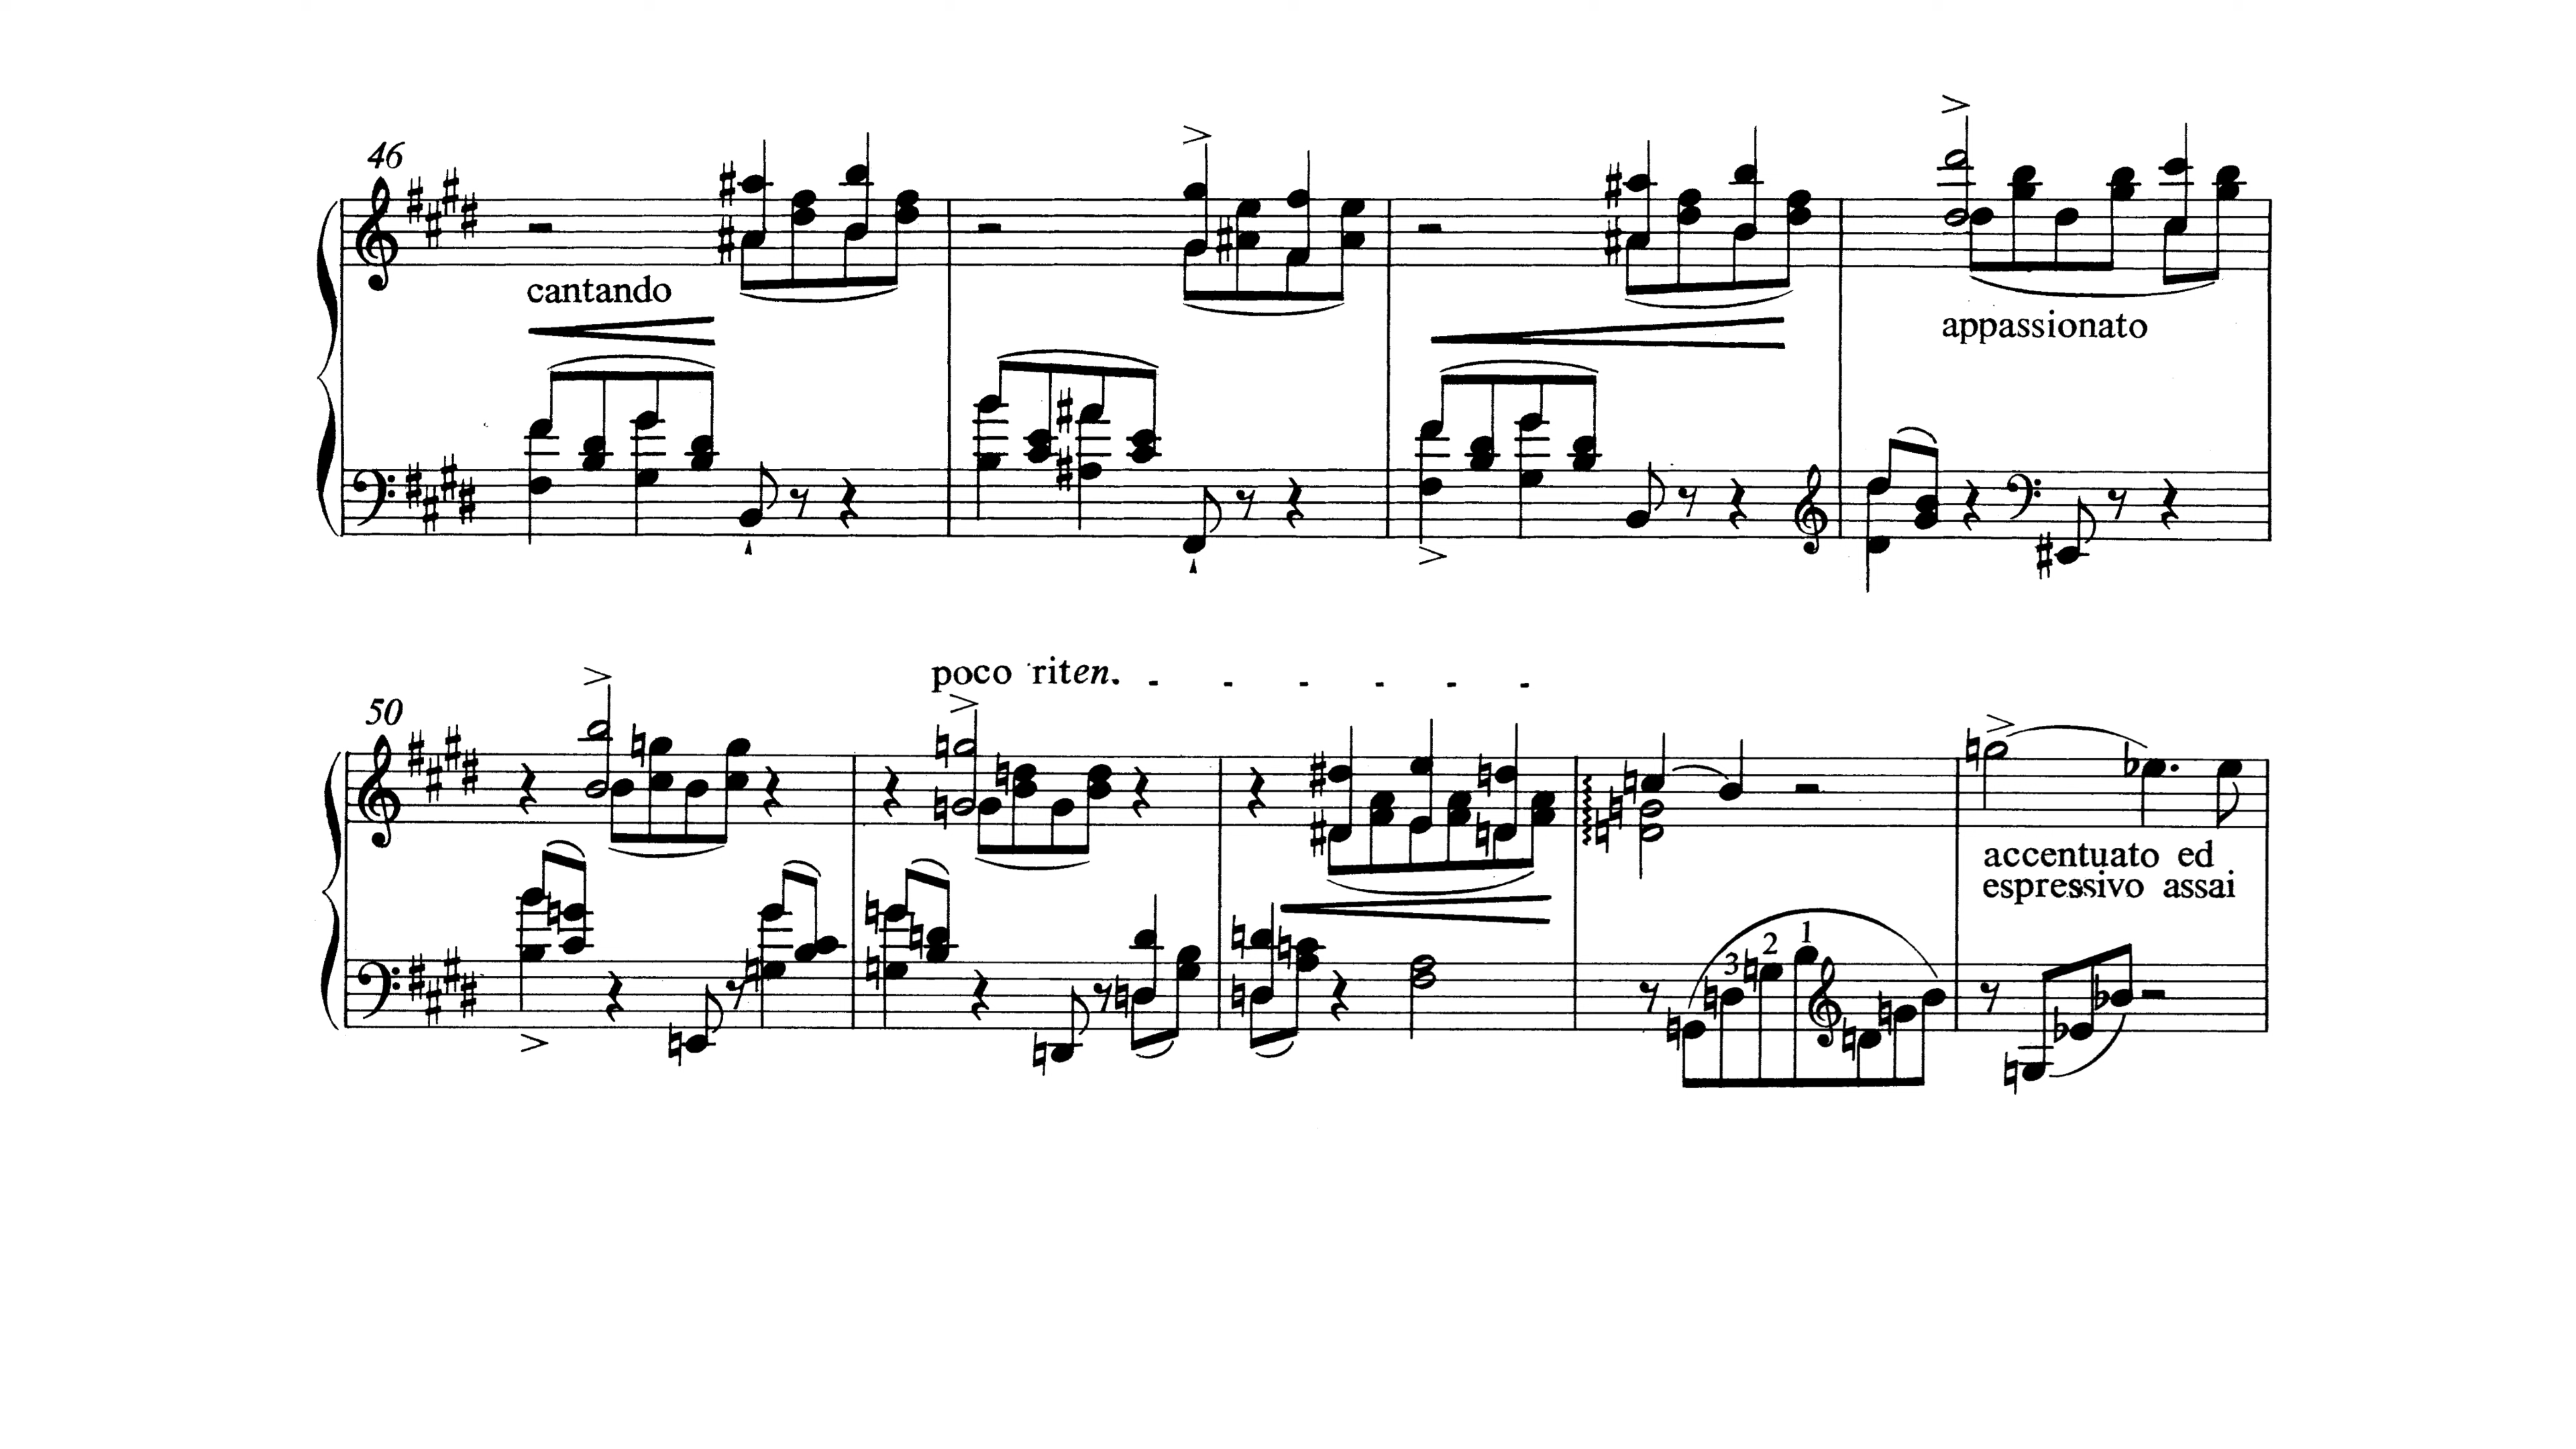 46
cantando
appassionato
poco riten.
50
3 2 1
accentuato ed
espressivo assai